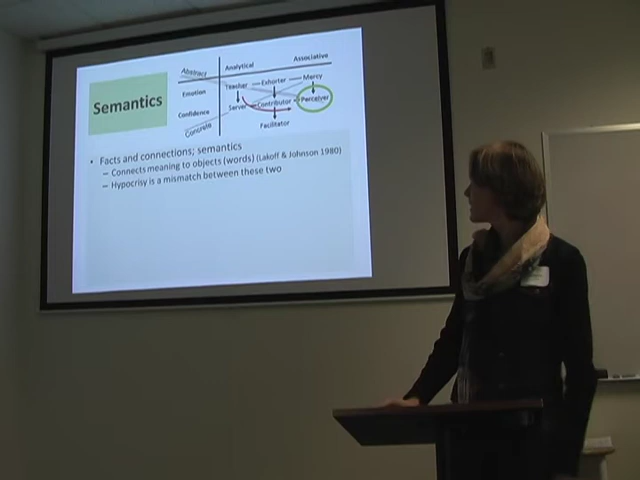 Abstract
Analytical
Associative
Semantics
Emotion
Teacher
Exhorter
Mercy
Confidence
Server
Contributor
Perceiver
Concrete
Facilitator
• Facts and connections; semantics
– Connects meaning to objects (words) (Lakoff & Johnson 1980)
– Hypocrisy is a mismatch between these two